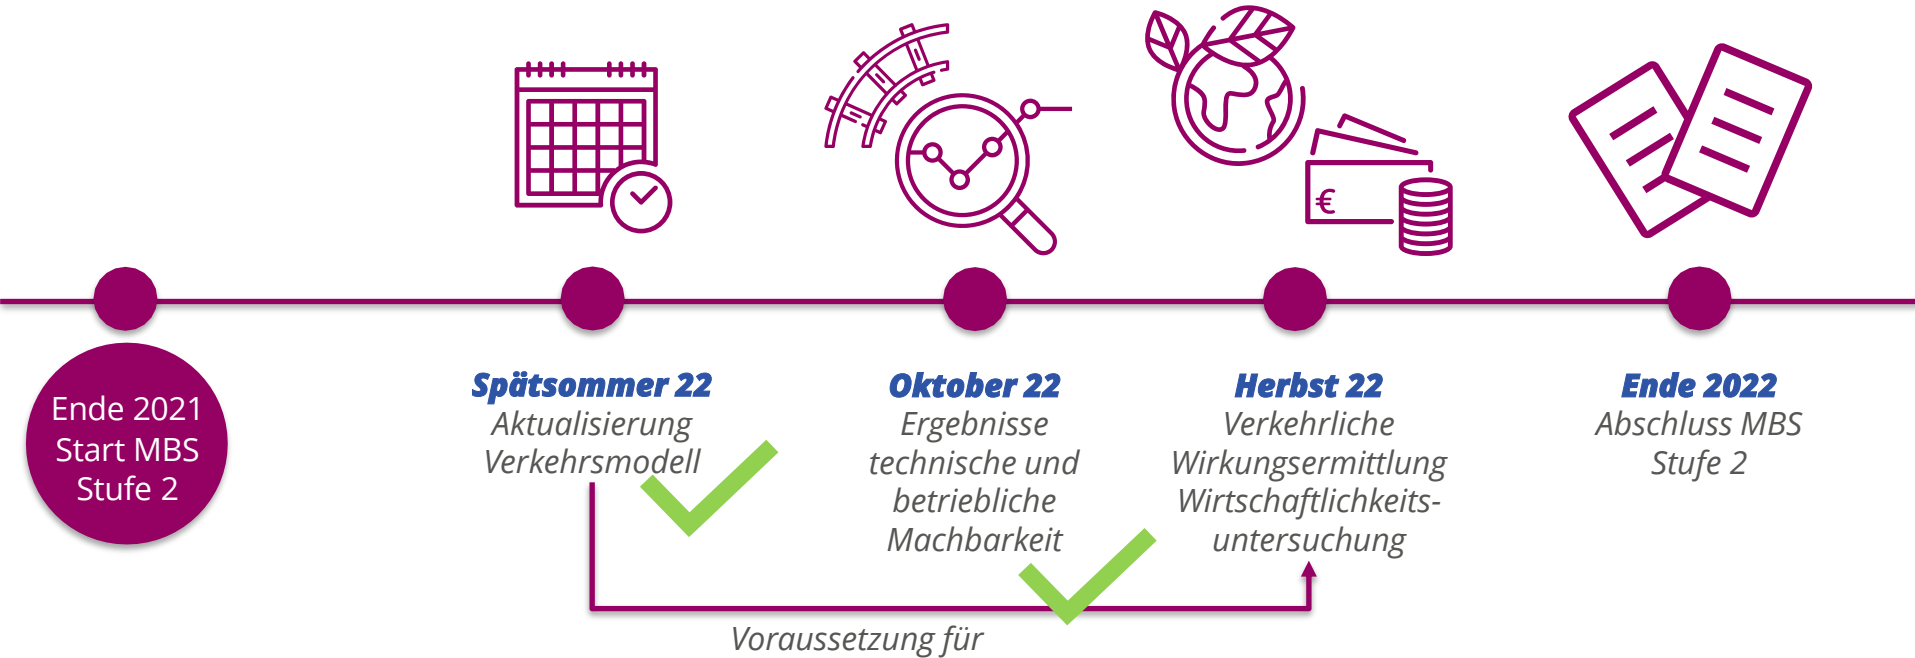 €
Ende 2021
Start MBS
Stufe 2
Spätsommer 22
Aktualisierung
Verkehrsmodell
Oktober 22
Ergebnisse
technische und
betriebliche
Machbarkeit
Herbst 22
Verkehrliche
Wirkungsermittlung
Wirtschaftlichkeits-
untersuchung
Ende 2022
Abschluss MBS
Stufe 2
Voraussetzung für